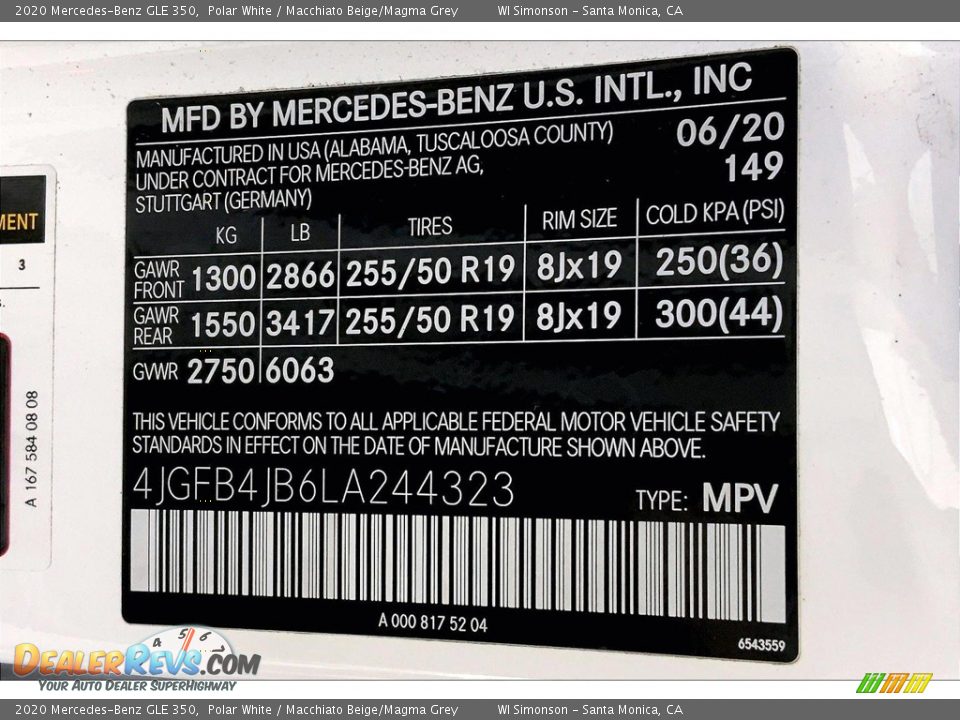 2020 Mercedes-Benz GLE 350, Polar White / Macchiato Beige/Magma Grey WI Simonson - Santa Monica, CA
MFD BY MERCEDES-BENZ U.S. INTL., INC
MANUFACTURED IN USA (ALABAMA, TUSCALOOSA COUNTY) 06/20
UNDER CONTRACT FOR MERCEDES-BENZ AG, 149
STUTTGART (GERMANY)
KG LB TIRES RIM SIZE COLD KPA (PSI)
GAWR FRONT 1300 2866 255/50 R19 8Jx19 250(36)
GAWR REAR 1550 3417 255/50 R19 8Jx19 300(44)
GVWR 2750 6063
THIS VEHICLE CONFORMS TO ALL APPLICABLE FEDERAL MOTOR VEHICLE SAFETY
STANDARDS IN EFFECT ON THE DATE OF MANUFACTURE SHOWN ABOVE.
4JGFB4JB6LA244323 TYPE: MPV
A 000 817 52 04
6543559
MENT
3
A 167 584 08 08
4 5 6
DEALERREVS.COM
YOUR AUTO DEALER SUPERHIGHWAY
2020 Mercedes-Benz GLE 350, Polar White / Macchiato Beige/Magma Grey WI Simonson - Santa Monica, CA